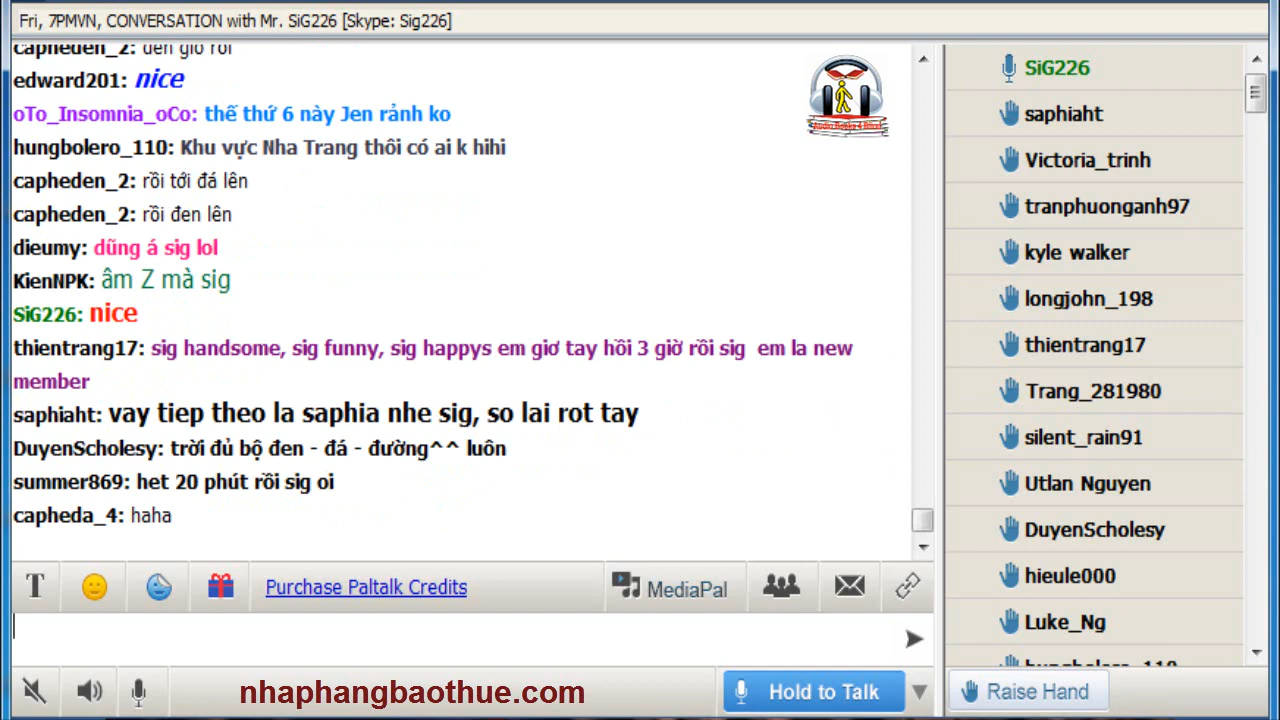 Fri, 7PMVN, CONVERSATION with Mr. SiG226 [Skype: Sig226]
capheden_2: đen giờ rồi
edward201: nice
oTo_Insomnia_oCo: thế thứ 6 này Jen rảnh ko
hungbolero_110: Khu vực Nha Trang thôi có ai k hihi
capheden_2: rồi tới đá lên
capheden_2: rồi đen lên
dieumy: dũng á sig lol
KienNPK: âm Z mà sig
SiG226: nice
thientrang17: sig handsome, sig funny, sig happys em giơ tay hồi 3 giờ rồi sig em la new
member
saphiaht: vay tiep theo la saphia nhe sig, so lai rot tay
DuyenScholesy: trời đủ bộ đen - đá - đường^^ luôn
summer869: het 20 phút rồi sig oi
capheda_4: haha
T
Purchase Paltalk Credits
MediaPal
nhaphangbaothue.com
Hold to Talk
SiG226
saphiaht
Victoria_trinh
tranphuonganh97
kyle walker
longjohn_198
thientrang17
Trang_281980
silent_rain91
Utlan Nguyen
DuyenScholesy
hieule000
Luke_Ng
hungbolero_110
Raise Hand